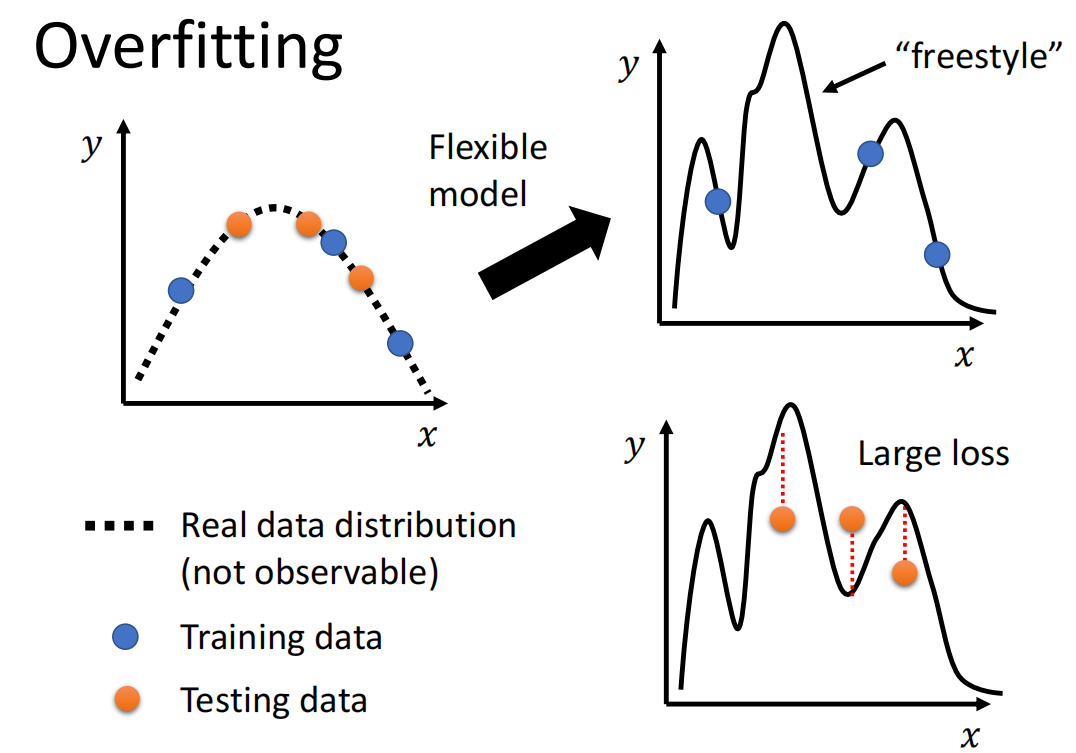 Overfitting
y
x
Flexible
model
y
“freestyle”
x
y
Large loss
x
Real data distribution
(not observable)
Training data
Testing data